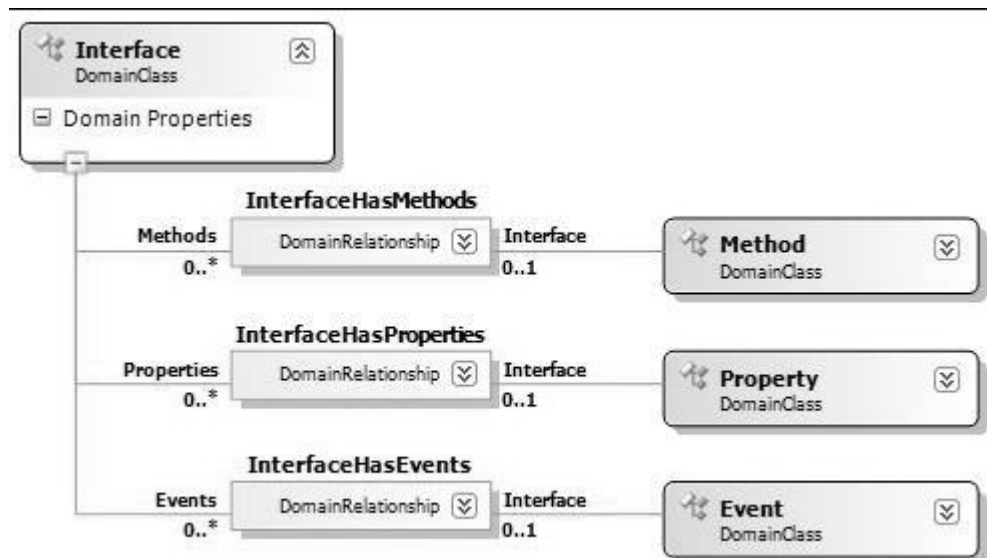 Interface
DomainClass
Domain Properties
InterfaceHasMethods
Methods
DomainRelationship
Interface
0..*
0..1
Method
DomainClass
InterfaceHasProperties
Properties
DomainRelationship
Interface
0..*
0..1
Property
DomainClass
InterfaceHasEvents
Events
DomainRelationship
Interface
0..*
0..1
Event
DomainClass